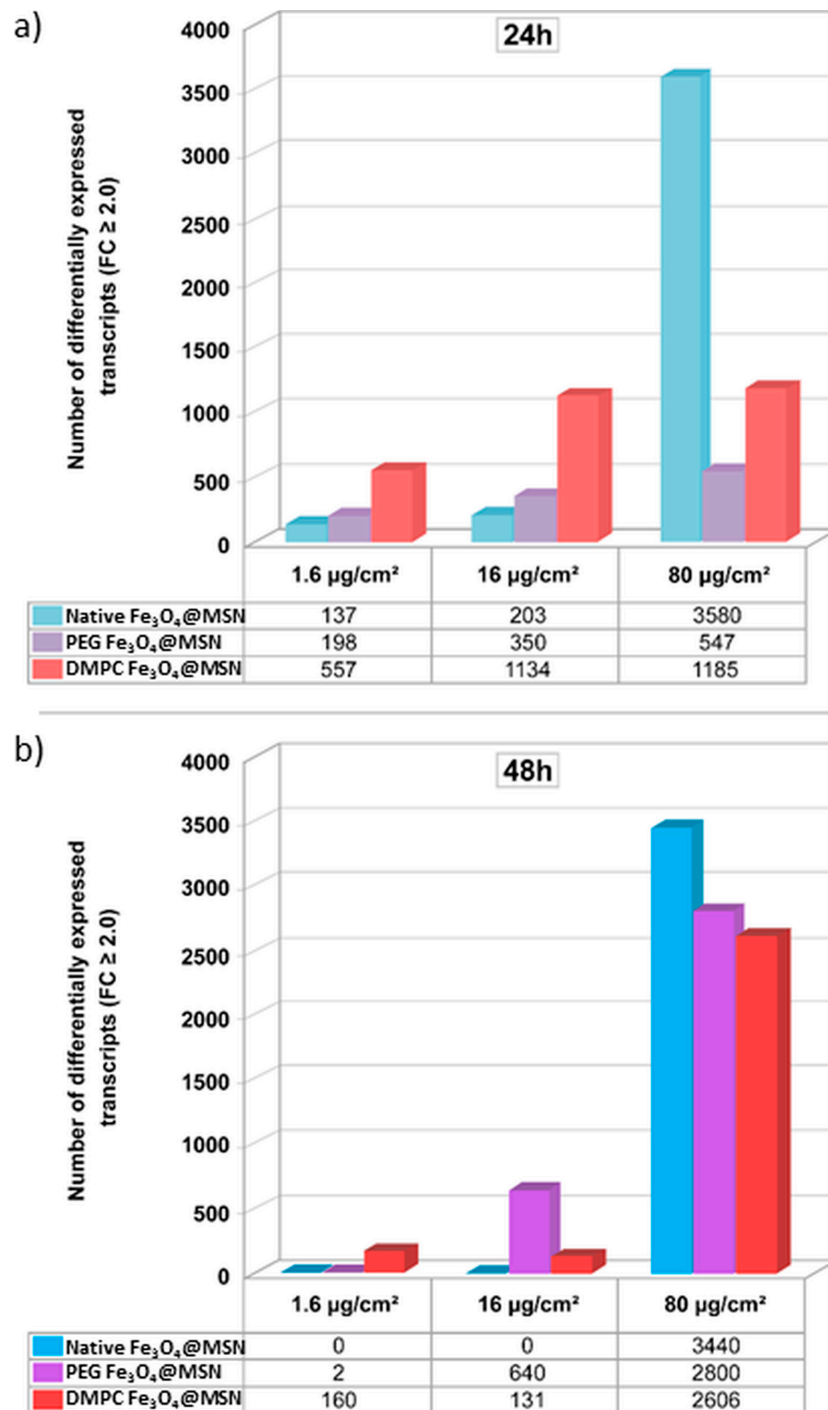 a)
24h
Number of differentially expressed
transcripts (FC ≥ 2.0)
4000
3500
3000
2500
2000
1500
1000
500
0
1.6 µg/cm² 16 µg/cm² 80 µg/cm²
Native Fe₃O₄@MSN 137 203 3580
PEG Fe₃O₄@MSN 198 350 547
DMPC Fe₃O₄@MSN 557 1134 1185
b)
48h
Number of differentially expressed
transcripts (FC ≥ 2.0)
4000
3500
3000
2500
2000
1500
1000
500
0
1.6 µg/cm² 16 µg/cm² 80 µg/cm²
Native Fe₃O₄@MSN 0 0 3440
PEG Fe₃O₄@MSN 2 640 2800
DMPC Fe₃O₄@MSN 160 131 2606